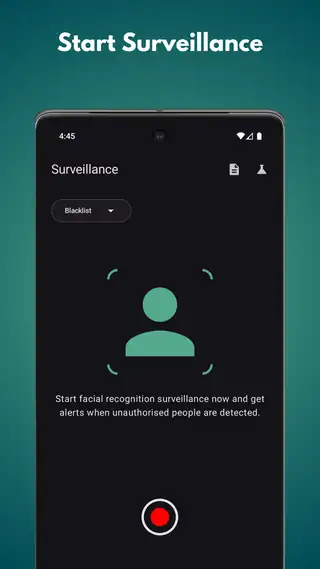 Start Surveillance
4:45
Surveillance
Blacklist
Start facial recognition surveillance now and get
alerts when unauthorised people are detected.